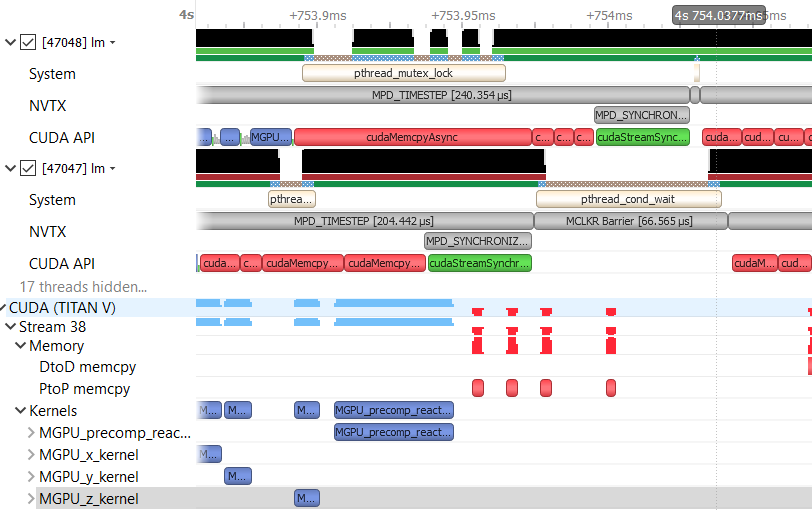 4s +753.9ms +753.95ms +754ms 4s 754.0377ms 5ms
[47048] lm
System pthread_mutex_lock
MPD_TIMESTEP [240.354 µs]
NVTX MPD_SYNCHRON...
CUDA API MGPU... cudaMemcpyAsync c... c... c... cudaStreamSync... cuda... cud... cu...
[47047] lm
System pthrea... pthread_cond_wait
NVTX MPD_TIMESTEP [204.442 µs] MCLKR Barrier [66.565 µs]
MPD_SYNCHRONIZ...
CUDA API cuda... c... cudaMemcpy... cudaMemcpy... cudaStreamSynchr... cudaM... cud...
17 threads hidden...
CUDA (TITAN V)
Stream 38
Memory
DtoD memcpy
PtoP memcpy
Kernels M... M... M... MGPU_precomp_react...
MGPU_precomp_reac... MGPU_precomp_react...
MGPU_x_kernel M...
MGPU_y_kernel M...
MGPU_z_kernel M...